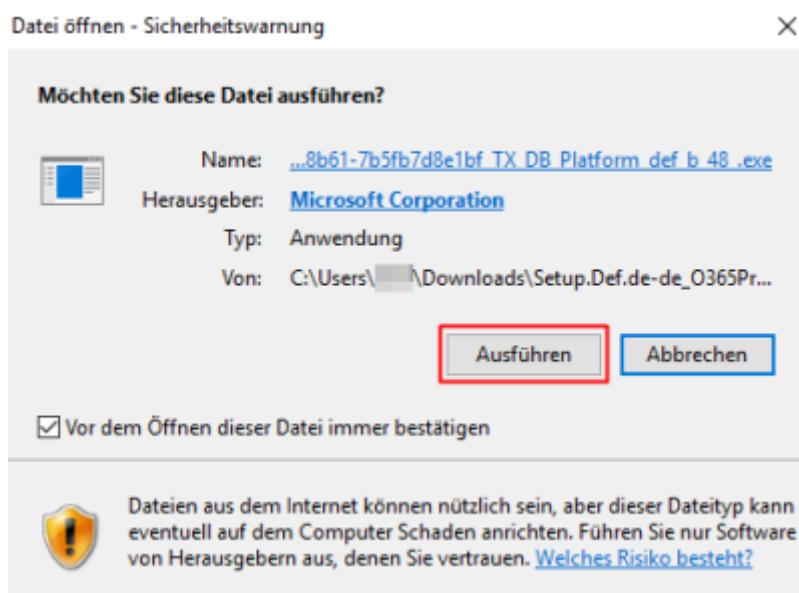 Datei öffnen - Sicherheitswarnung
Möchten Sie diese Datei ausführen?
Name: ...8b61-7b5fb7d8e1bf_TX_DB_Platform_def_b_48_.exe
Herausgeber: Microsoft Corporation
Typ: Anwendung
Von: C:\Users\ \Downloads\Setup.Def.de-de_O365Pr...
Ausführen Abbrechen
Vor dem Öffnen dieser Datei immer bestätigen
Dateien aus dem Internet können nützlich sein, aber dieser Dateityp kann
eventuell auf dem Computer Schaden anrichten. Führen Sie nur Software
von Herausgebern aus, denen Sie vertrauen. Welches Risiko besteht?